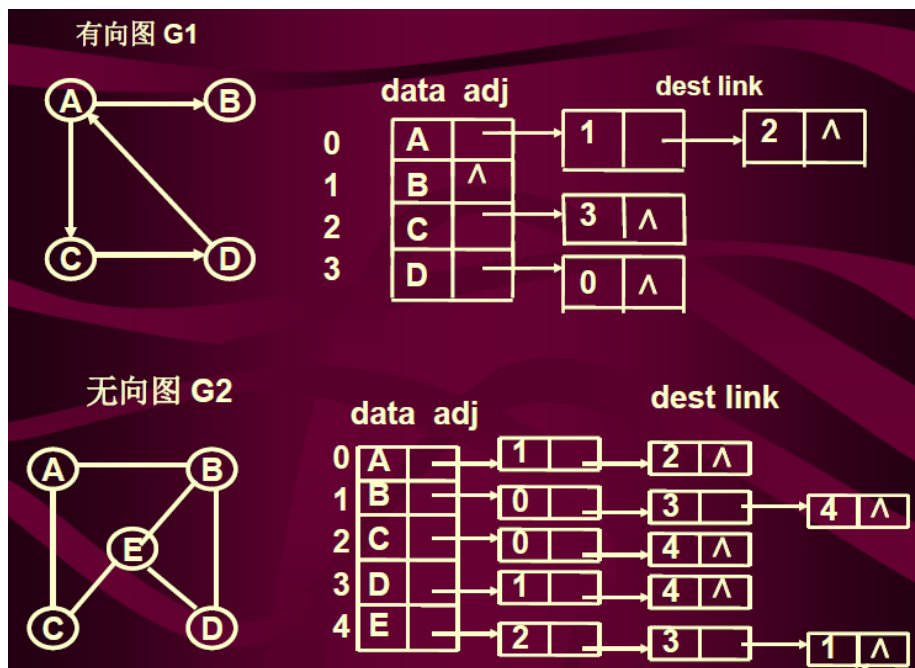 有向图 G1
A B
C D
data adj dest link
0 A 1 2 ∧
1 B ∧
2 C 3 ∧
3 D 0 ∧
无向图 G2
A B
E
C D
data adj dest link
0 A 1 2 ∧
1 B 0 3 4 ∧
2 C 0 4 ∧
3 D 1 4 ∧
4 E 2 3 1 ∧